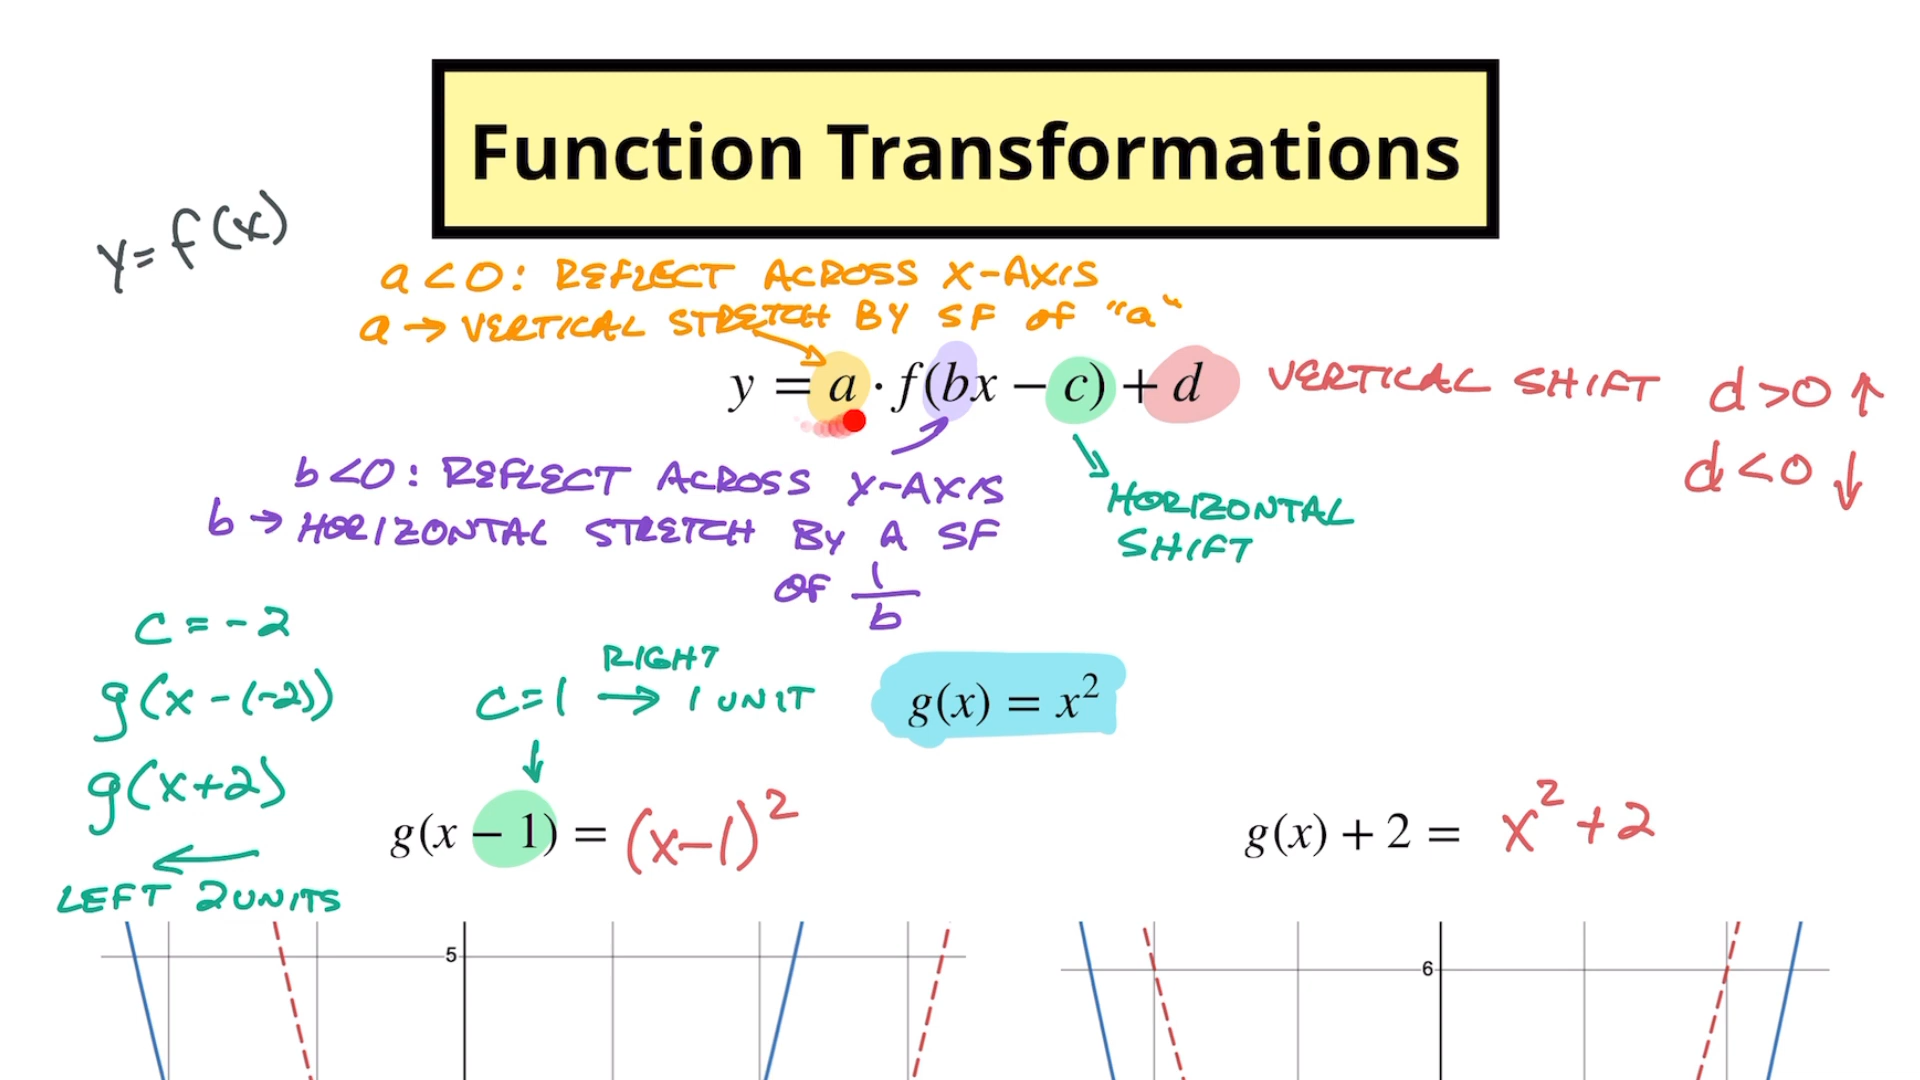 Function Transformations
y = f(x)
a < 0 : REFLECT ACROSS X-AXIS
a → VERTICAL STRETCH BY SF OF "a"
y = a · f(bx − c) + d
VERTICAL SHIFT
d > 0 ↑
d < 0 ↓
b < 0 : REFLECT ACROSS Y-AXIS
b → HORIZONTAL STRETCH BY A SF
OF 1/b
HORIZONTAL
SHIFT
c = -2
g(x - (-2))
g(x+2)
←
LEFT 2 UNITS
RIGHT
c = 1 → 1 UNIT
↓
g(x) = x²
g(x − 1) = (x-1)²
g(x) + 2 = x² + 2
5
6